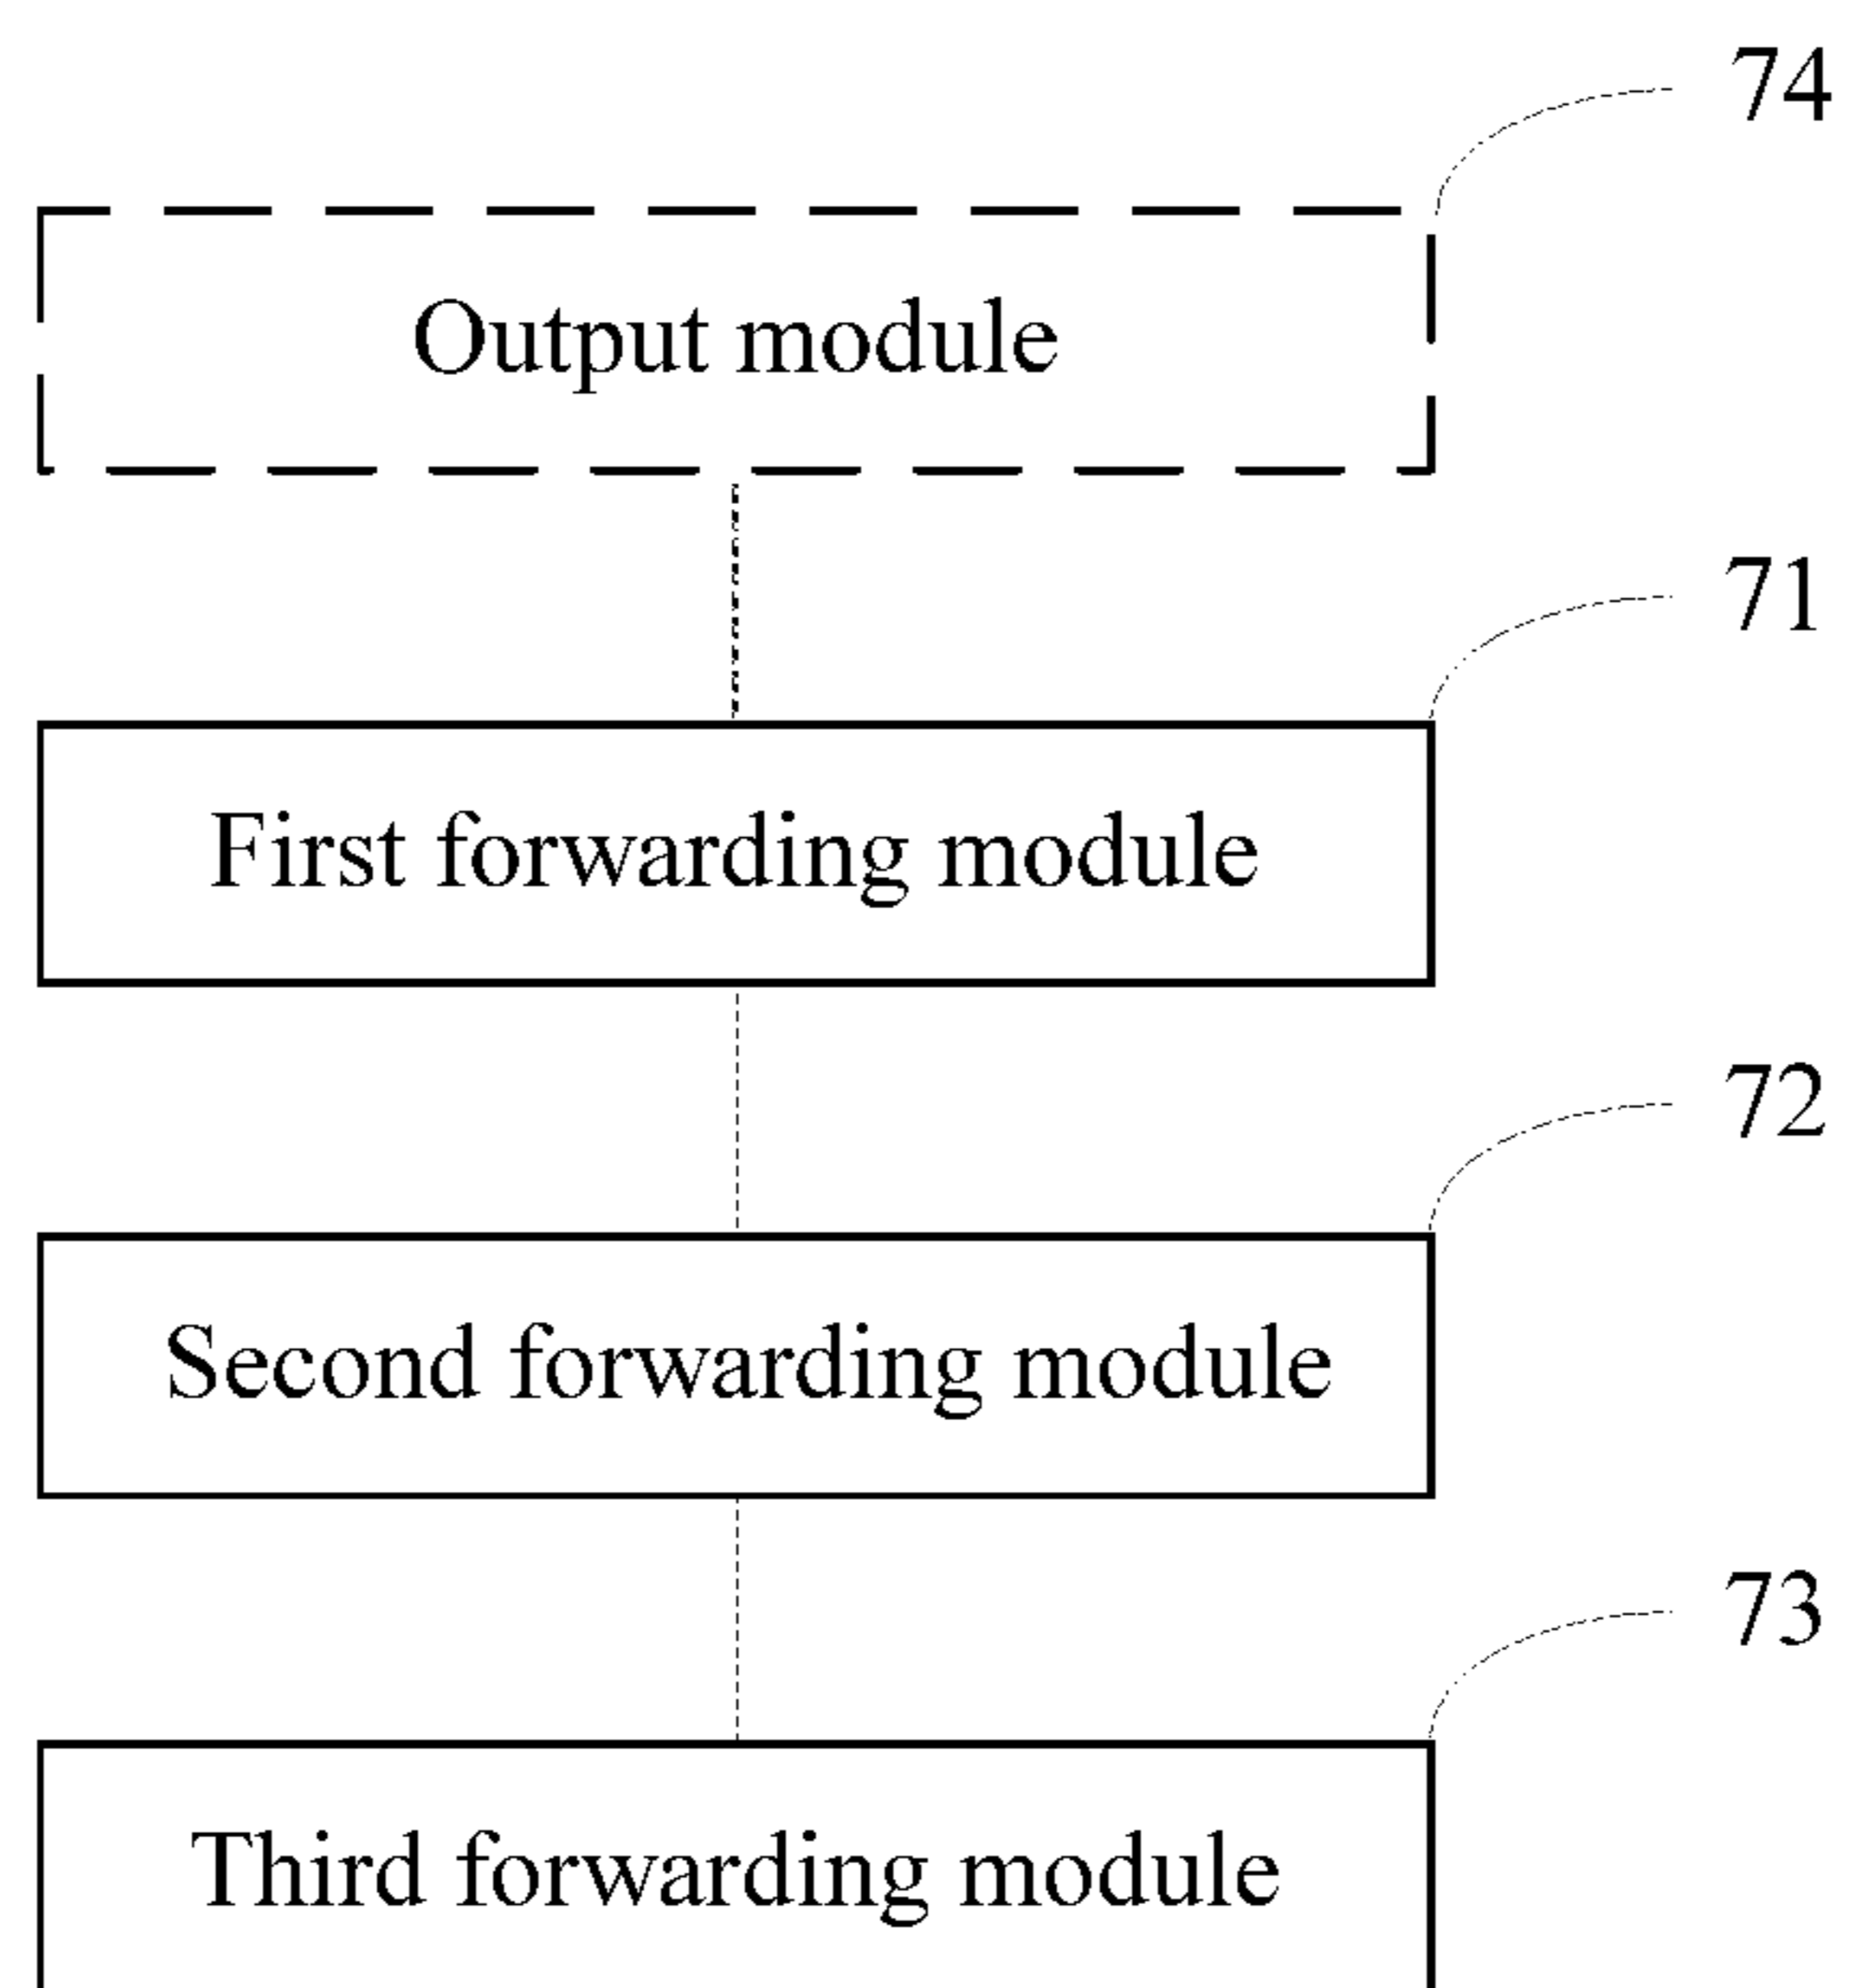 74
Output module
71
First forwarding module
72
Second forwarding module
73
Third forwarding module